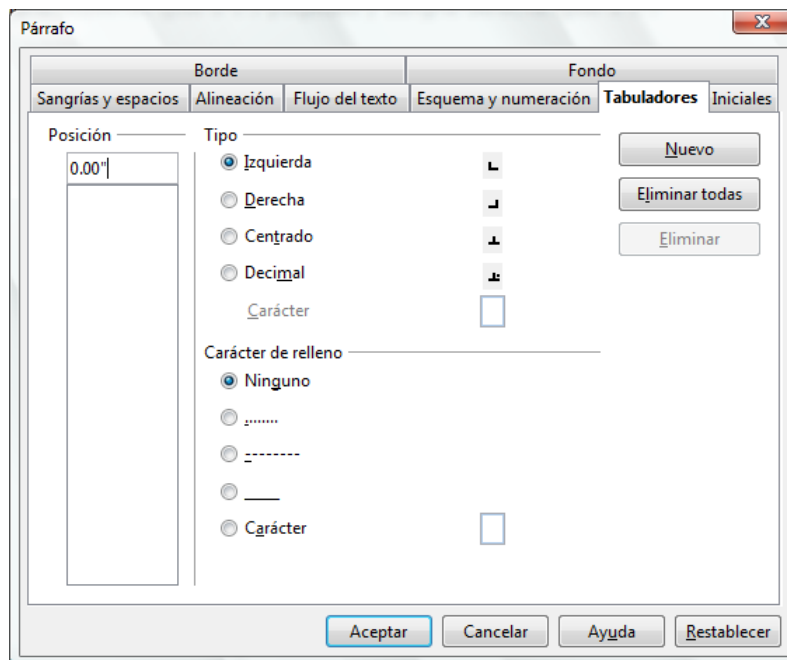 Párrafo
Borde Fondo
Sangrías y espacios Alineación Flujo del texto Esquema y numeración Tabuladores Iniciales
Posición Tipo
0.00" Izquierda Nuevo
Derecha Eliminar todas
Centrado Eliminar
Decimal
Carácter
Carácter de relleno
Ninguno
........
--------
____
Carácter
Aceptar Cancelar Ayuda Restablecer